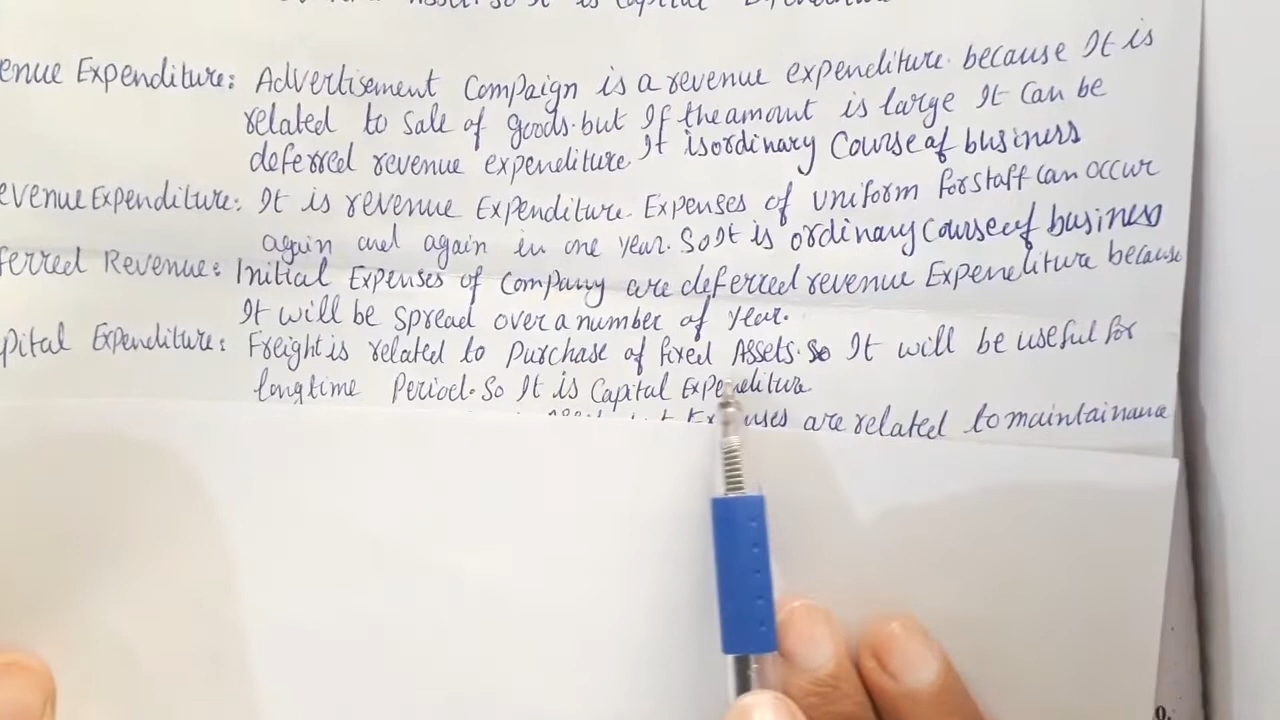 so It is Capital
enue Expenditure: Advertisement Compaign is a revenue expenditure. because It is
related to Sale of goods. but If the amount is large It Can be
deferred revenue expenditure It is ordinary Course of business
evenue Expenditure: It is revenue Expenditure. Expenses of uniform for staff can occur
again and again in one year. So It is ordinary Course of business
ferred Revenue: Initial Expenses of Company are deferred revenue Expenditure because
It will be spread over a number of year.
pital Expenditure: Freight is related to Purchase of fixed Assets. So It will be useful for
longtime Period. So It is Capital Expenditure
are related to maintainance